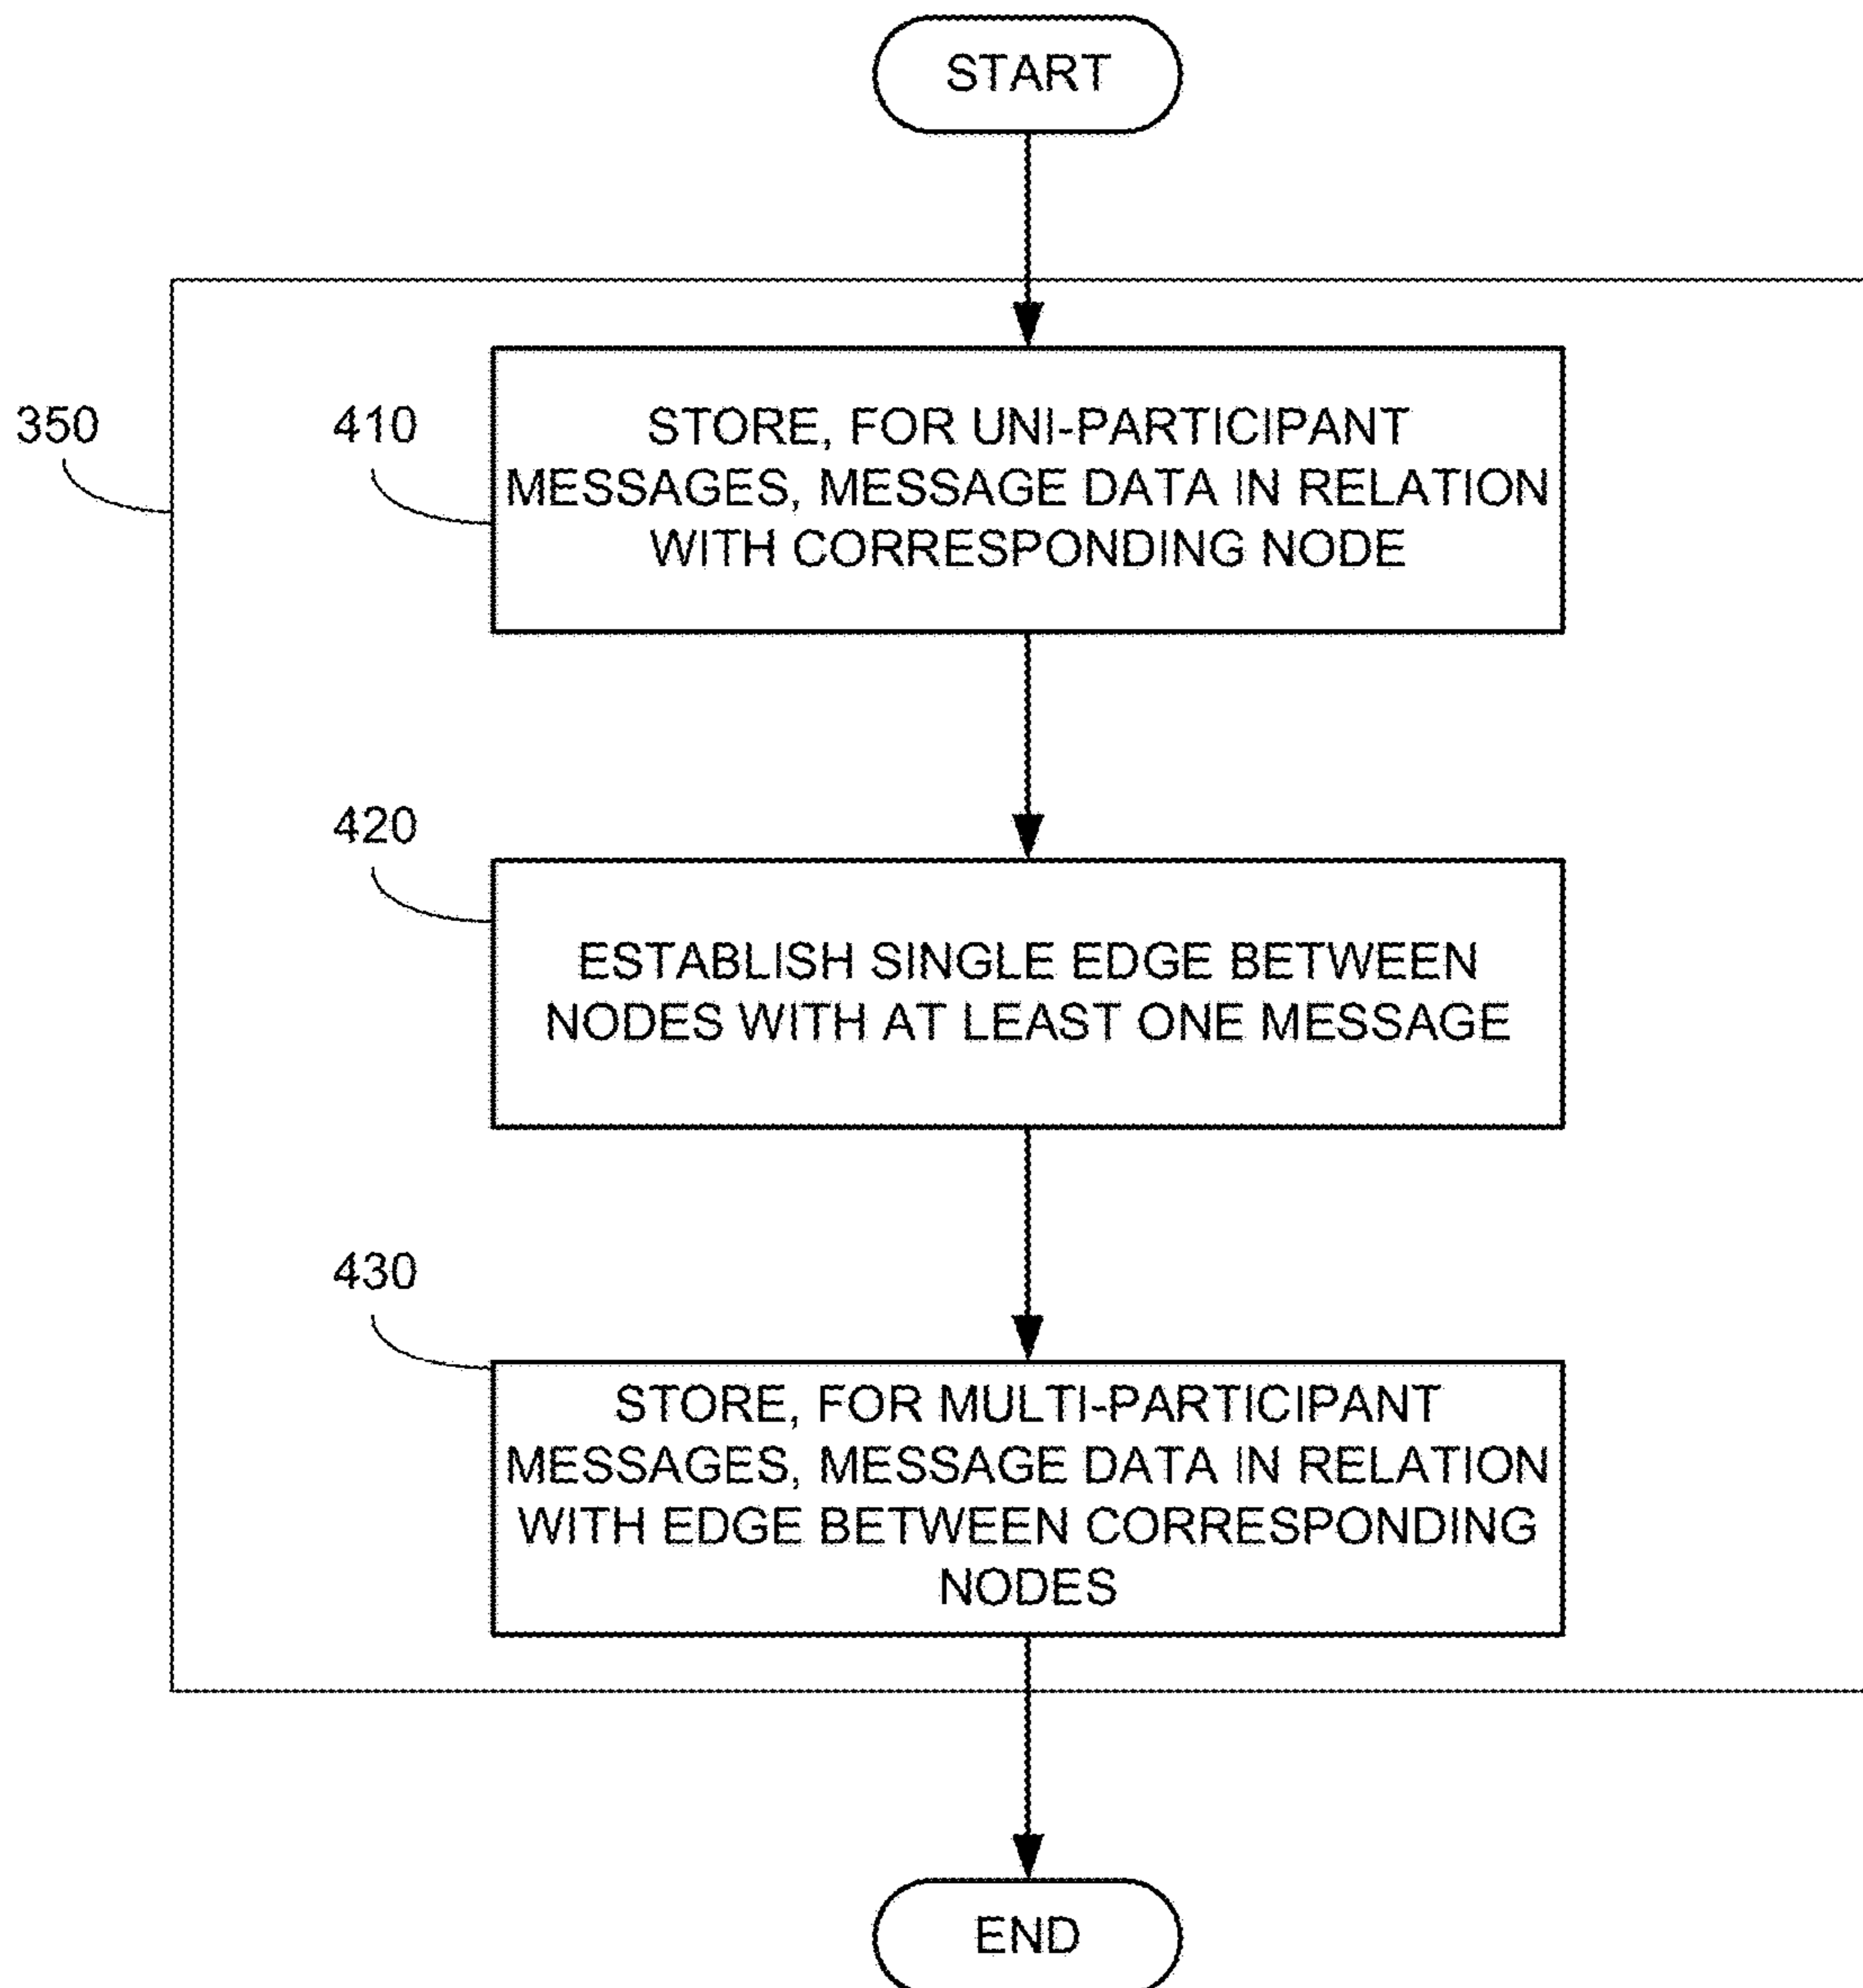 START
350
410
STORE, FOR UNI-PARTICIPANT
MESSAGES, MESSAGE DATA IN RELATION
WITH CORRESPONDING NODE
420
ESTABLISH SINGLE EDGE BETWEEN
NODES WITH AT LEAST ONE MESSAGE
430
STORE, FOR MULTI-PARTICIPANT
MESSAGES, MESSAGE DATA IN RELATION
WITH EDGE BETWEEN CORRESPONDING
NODES
END